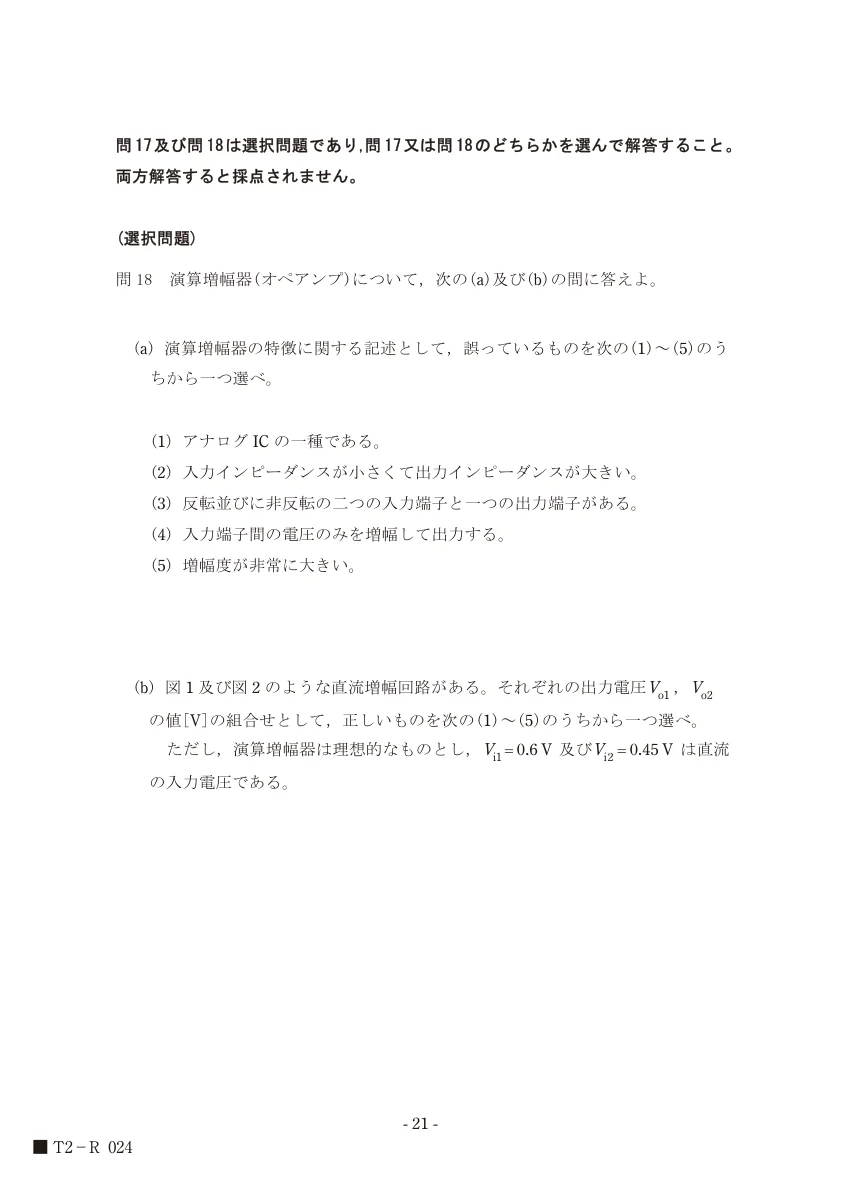 問17及び問18は選択問題であり,問17又は問18のどちらかを選んで解答すること。
両方解答すると採点されません。
(選択問題)
問18 演算増幅器(オペアンプ)について，次の(a)及び(b)の問に答えよ。
(a) 演算増幅器の特徴に関する記述として，誤っているものを次の(1)～(5)のう
ちから一つ選べ。
(1) アナログ IC の一種である。
(2) 入力インピーダンスが小さくて出力インピーダンスが大きい。
(3) 反転並びに非反転の二つの入力端子と一つの出力端子がある。
(4) 入力端子間の電圧のみを増幅して出力する。
(5) 増幅度が非常に大きい。
(b) 図1及び図2のような直流増幅回路がある。それぞれの出力電圧Vo1，Vo2
の値[V]の組合せとして，正しいものを次の(1)～(5)のうちから一つ選べ。
ただし，演算増幅器は理想的なものとし，Vi1=0.6 V 及びVi2=0.45 V は直流
の入力電圧である。
- 21 -
■ T2−R 024